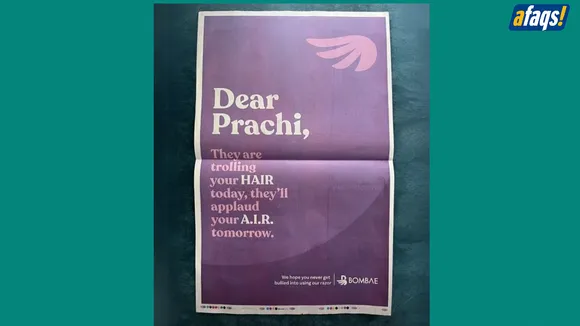 afaqs!
Dear
Prachi,
They are
trolling
your HAIR
today, they'll
applaud
your A.I.R.
tomorrow.
We hope you never get
bullied into using our razor
BOMBAE